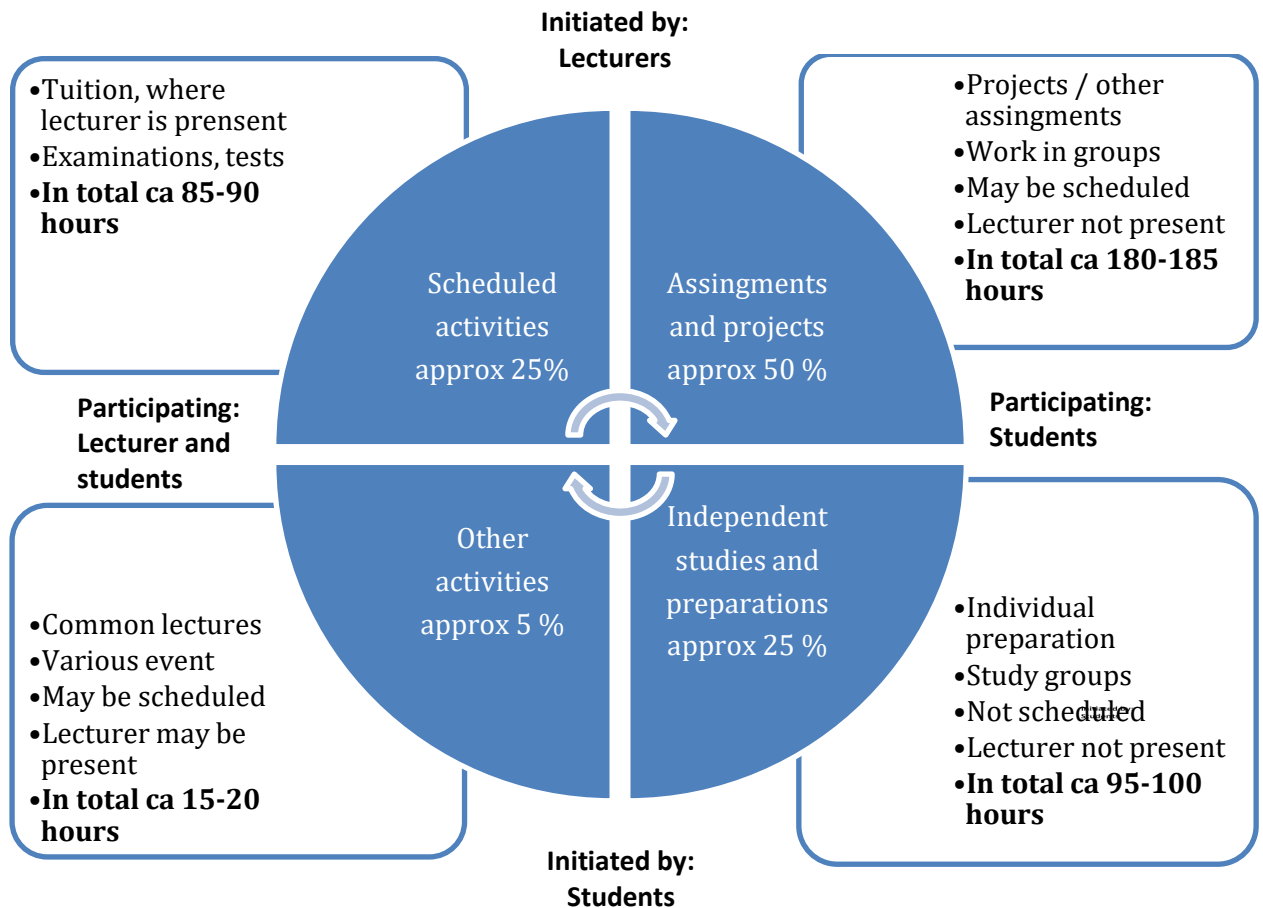 Initiated by:
Lecturers
•Tuition, where
lecturer is prensent
•Examinations, tests
•In total ca 85-90
hours
•Projects / other
assingments
•Work in groups
•May be scheduled
•Lecturer not present
•In total ca 180-185
hours
Scheduled
activities
approx 25%
Assingments
and projects
approx 50 %
Participating:
Lecturer and
students
Participating:
Students
Other
activities
approx 5 %
Independent
studies and
preparations
approx 25 %
•Common lectures
•Various event
•May be scheduled
•Lecturer may be
present
•In total ca 15-20
hours
•Individual
preparation
•Study groups
•Not scheduled
•Lecturer not present
•In total ca 95-100
hours
Initiated by:
Students